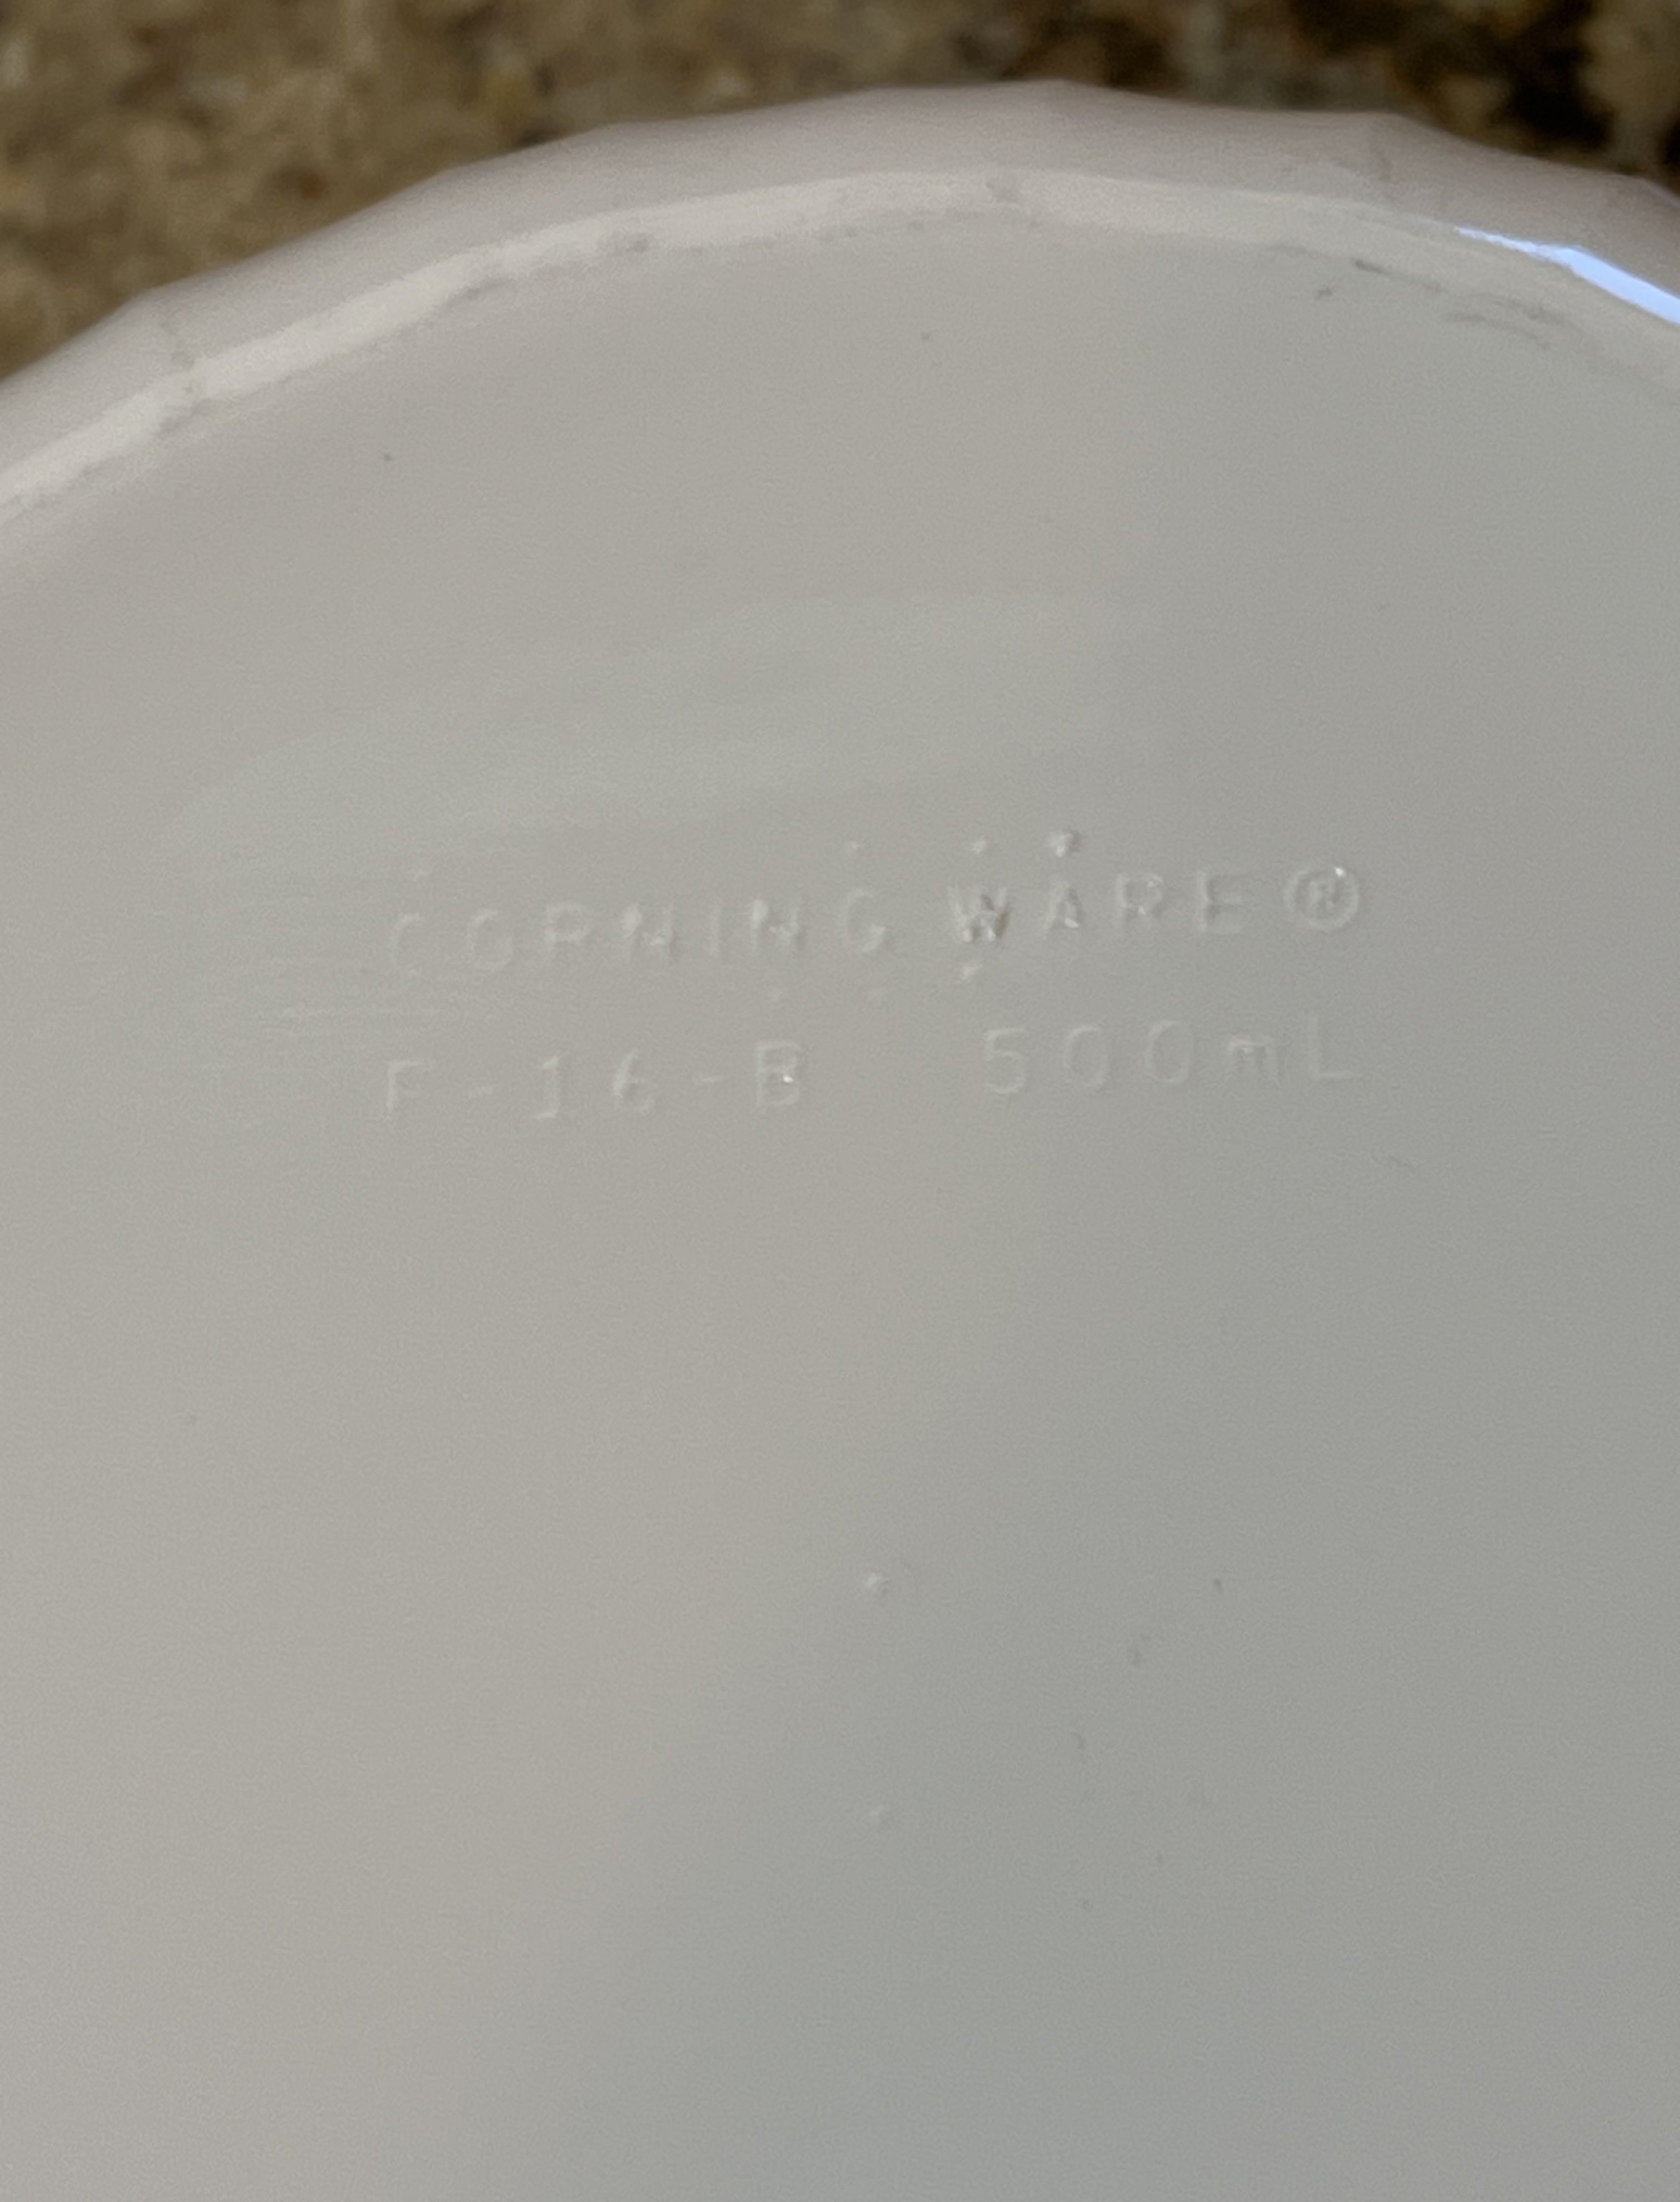 CORNING WARE®
F-16-B 500mL